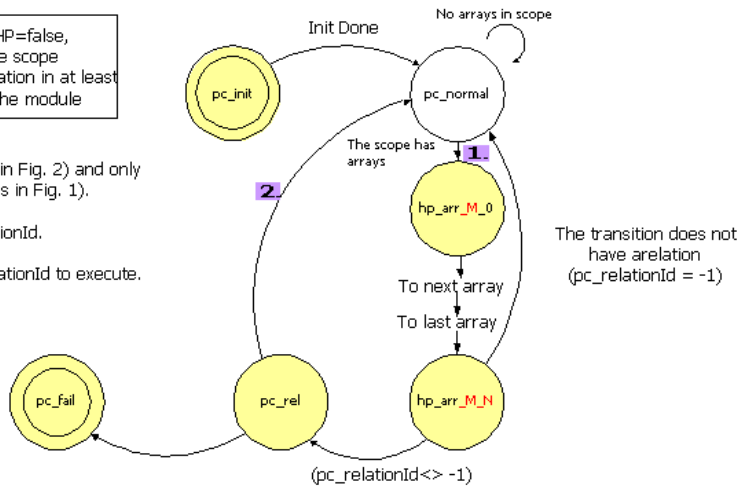 HP=false,
e scope
ation in at least
he module
in Fig. 2) and only
s in Fig. 1).
ionId.
ationId to execute.
No arrays in scope
Init Done
pc_init
pc_normal
The scope has
arrays
1.
2.
hp_arr_M_0
The transition does not
have arelation
(pc_relationId = -1)
To next array
To last array
pc_fail
pc_rel
hp_arr_M_N
(pc_relationId<> -1)